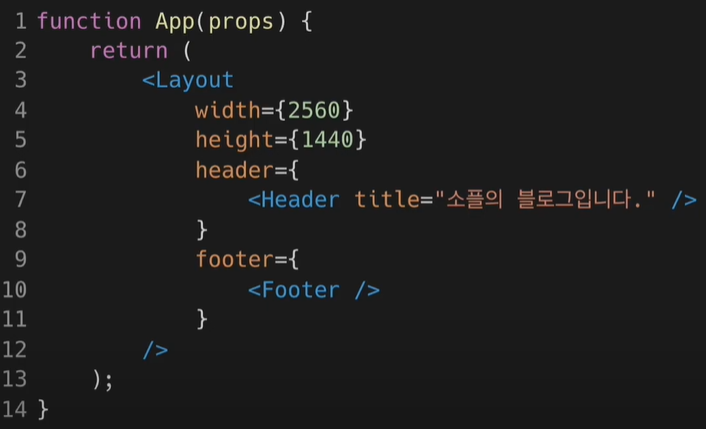 1 function App(props) {
2     return (
3         <Layout
4             width={2560}
5             height={1440}
6             header={
7                 <Header title="소플의 블로그입니다." />
8             }
9             footer={
10                 <Footer />
11             }
12         />
13     );
14 }